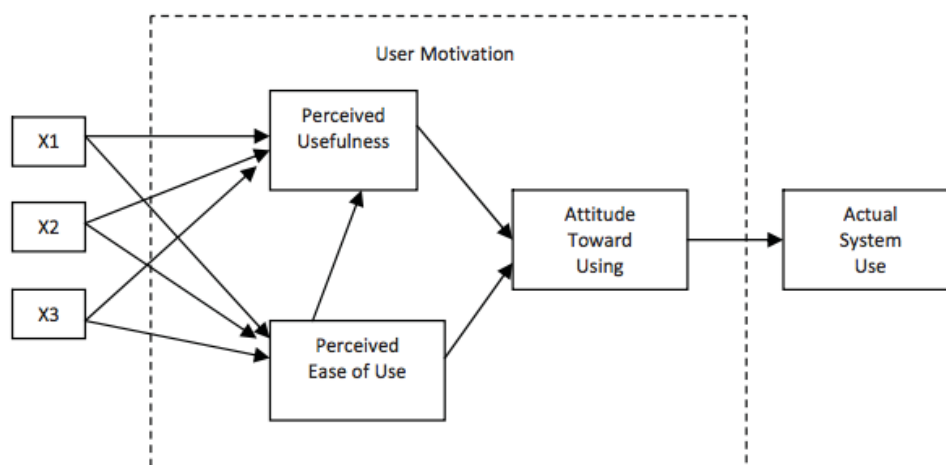 User Motivation
Perceived
Usefulness
X1
X2
X3
Attitude
Toward
Using
Actual
System
Use
Perceived
Ease of Use